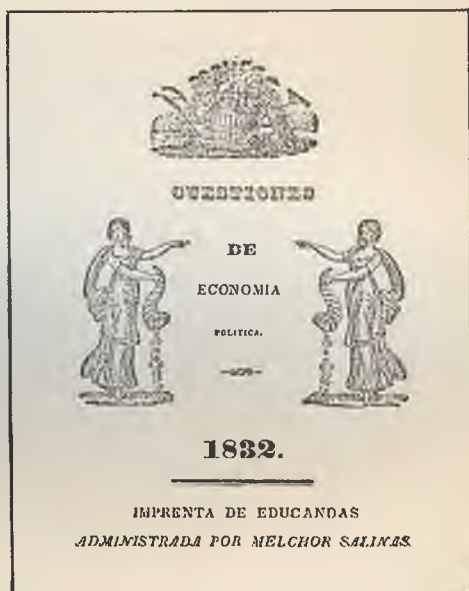 CUESTIONES
DE
ECONOMIA
POLITICA.
1832.
IMPRENTA DE EDUCANDAS
ADMINISTRADA POR MELCHOR SALINAS.